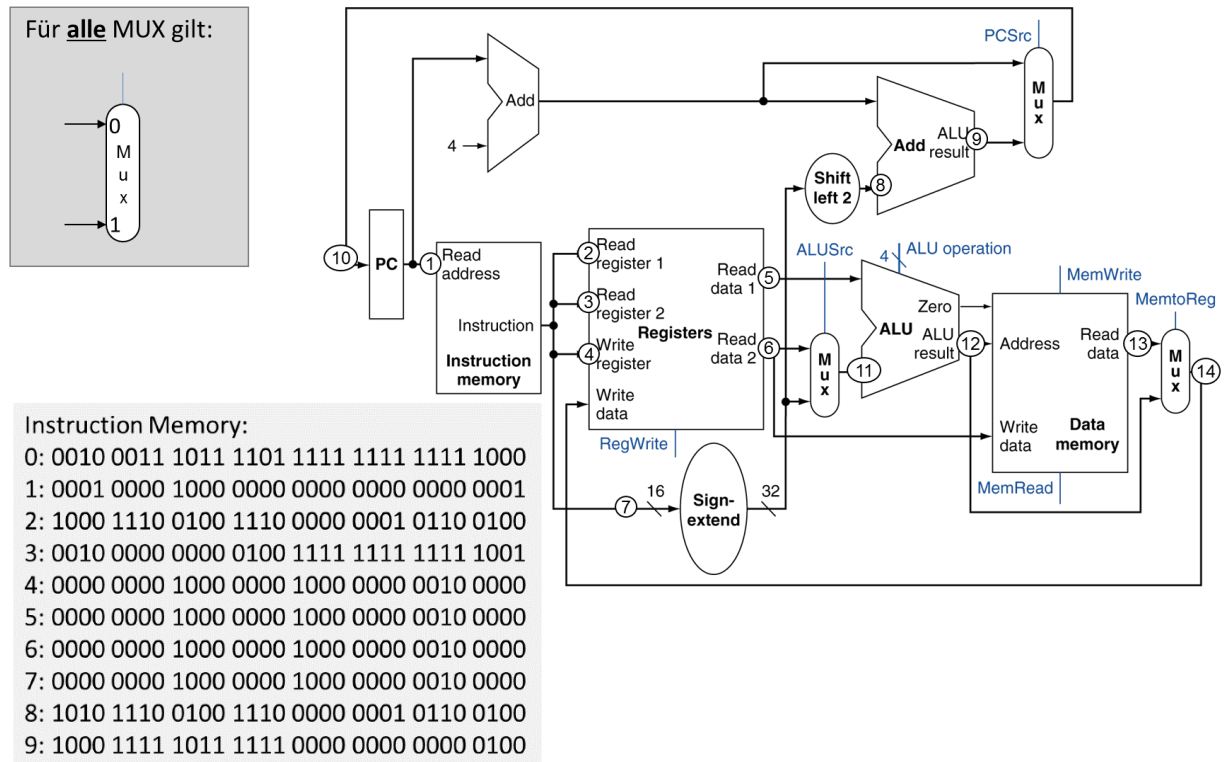 Für alle MUX gilt:
0
M
u
x
1
PCSrc
M
u
x
Add
4
Add
ALU
result
9
Shift
left 2
8
10
PC
1
Read
address
Instruction
Instruction
memory
2
Read
register 1
3
Read
register 2
4
Write
register
Write
data
Registers
Read
data 1
5
Read
data 2
6
RegWrite
ALUSrc
M
u
x
11
4
ALU operation
Zero
ALU
ALU
result
12
MemWrite
Address
Read
data
13
Write
data
Data
memory
MemRead
MemtoReg
M
u
x
14
7
16
Sign-
extend
32
Instruction Memory:
0: 0010 0011 1011 1101 1111 1111 1111 1000
1: 0001 0000 1000 0000 0000 0000 0000 0001
2: 1000 1110 0100 1110 0000 0001 0110 0100
3: 0010 0000 0000 0100 1111 1111 1111 1001
4: 0000 0000 1000 0000 1000 0000 0010 0000
5: 0000 0000 1000 0000 1000 0000 0010 0000
6: 0000 0000 1000 0000 1000 0000 0010 0000
7: 0000 0000 1000 0000 1000 0000 0010 0000
8: 1010 1110 0100 1110 0000 0001 0110 0100
9: 1000 1111 1011 1111 0000 0000 0000 0100